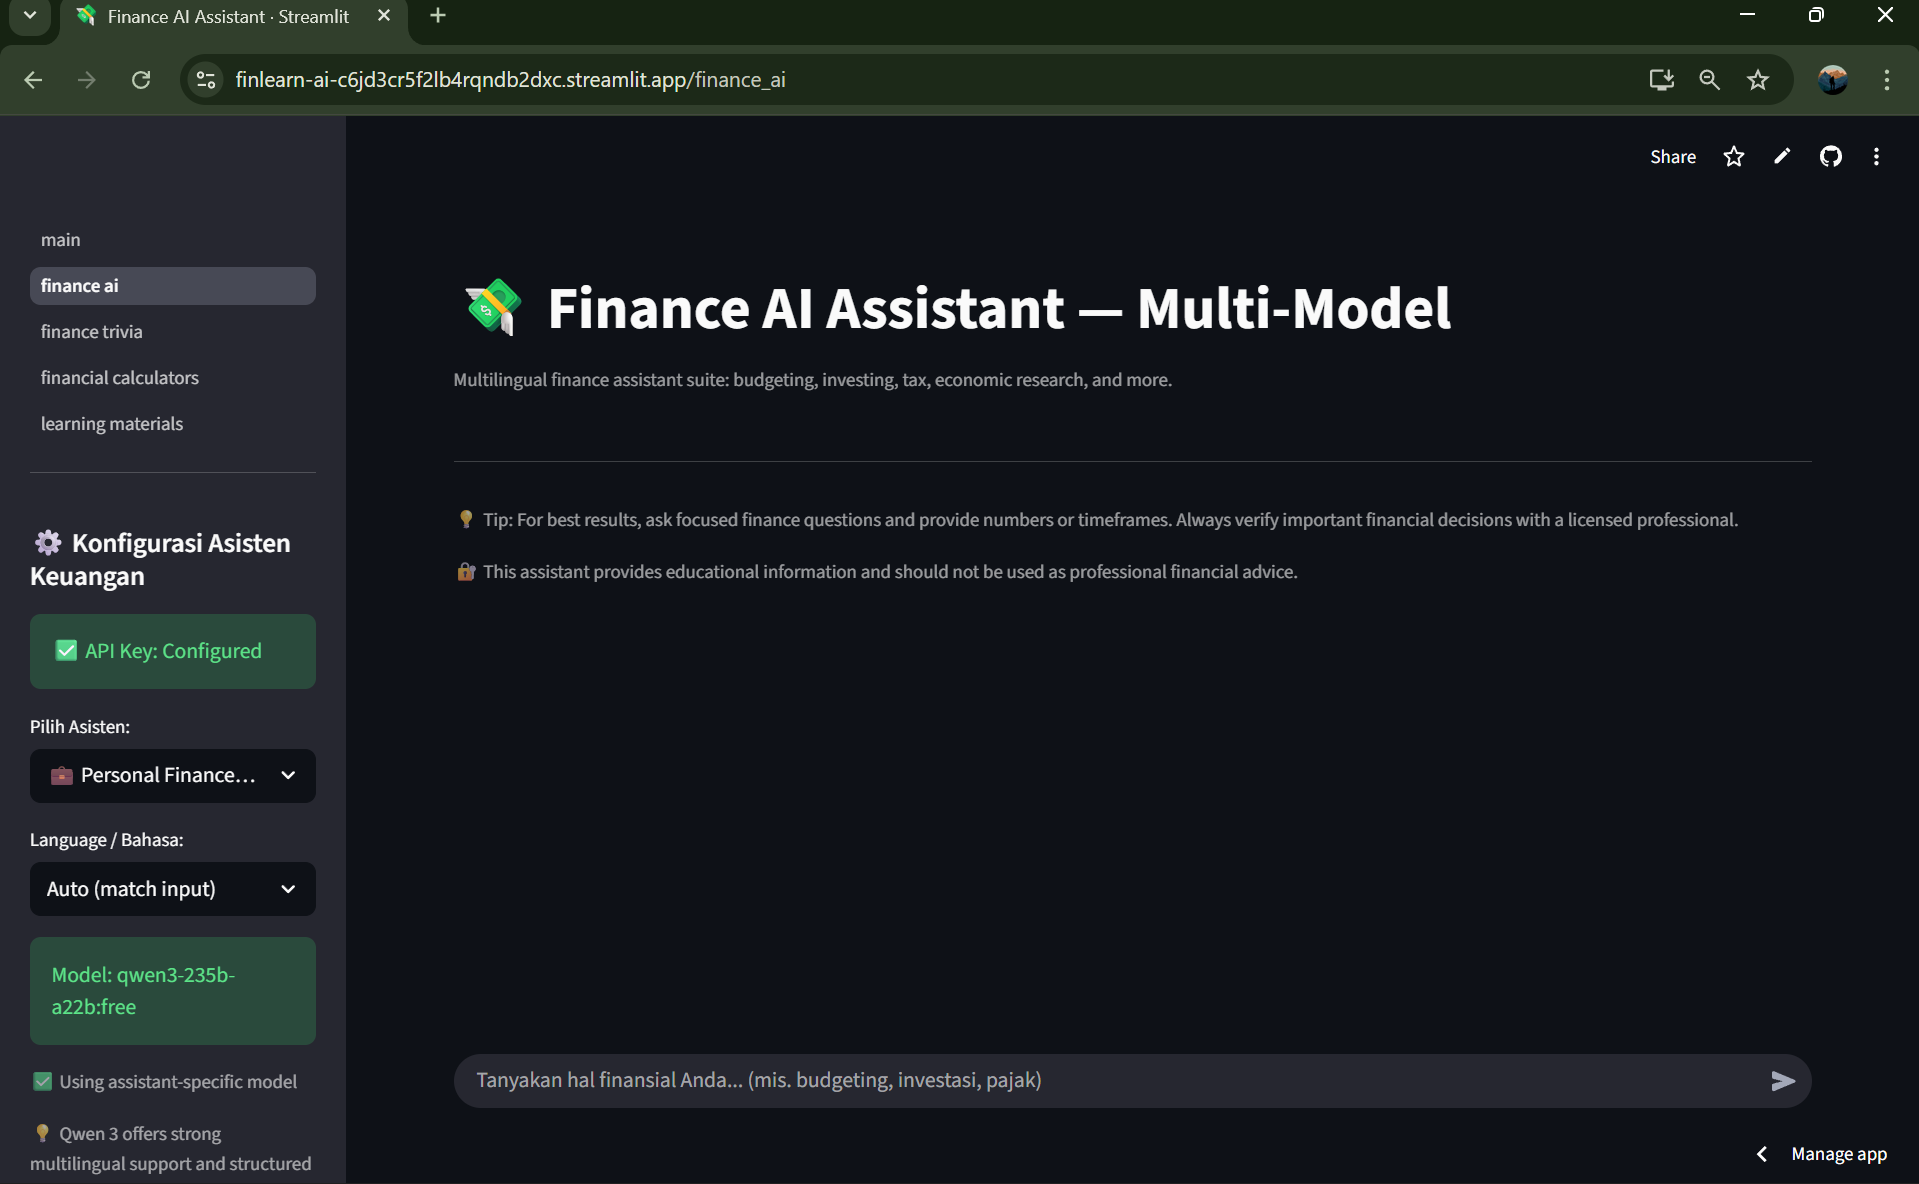 Finance AI Assistant · Streamlit
finlearn-ai-c6jd3cr5f2lb4rqndb2dxc.streamlit.app/finance_ai
Share
main
finance ai
finance trivia
financial calculators
learning materials
⚙️ Konfigurasi Asisten
Keuangan
✅ API Key: Configured
Pilih Asisten:
💼 Personal Finance...
Language / Bahasa:
Auto (match input)
Model: qwen3-235b-
a22b:free
✅ Using assistant-specific model
💡 Qwen 3 offers strong
multilingual support and structured
💸 Finance AI Assistant — Multi-Model
Multilingual finance assistant suite: budgeting, investing, tax, economic research, and more.
💡 Tip: For best results, ask focused finance questions and provide numbers or timeframes. Always verify important financial decisions with a licensed professional.
🔐 This assistant provides educational information and should not be used as professional financial advice.
Tanyakan hal finansial Anda... (mis. budgeting, investasi, pajak)
Manage app